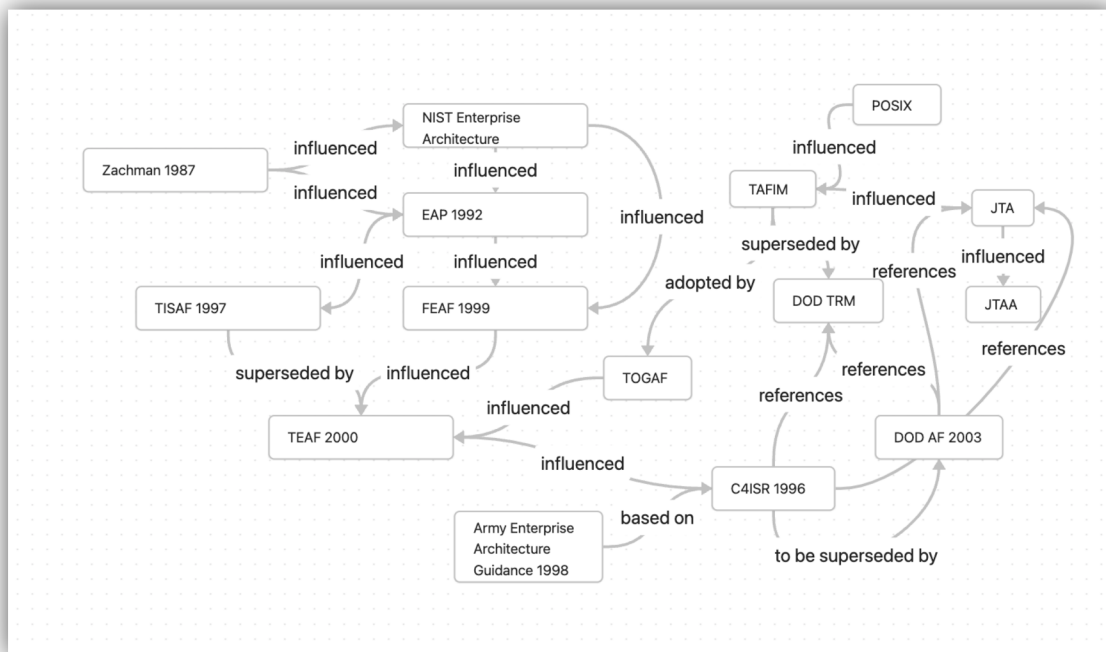 POSIX
NIST Enterprise
Architecture
influenced
influenced
Zachman 1987
influenced
TAFIM
influenced
influenced
JTA
EAP 1992
influenced
superseded by
influenced
influenced
influenced
references
adopted by
TISAF 1997
FEAF 1999
DOD TRM
JTAA
references
superseded by
influenced
references
TOGAF
references
influenced
TEAF 2000
DOD AF 2003
influenced
C4ISR 1996
based on
Army Enterprise
Architecture
Guidance 1998
to be superseded by